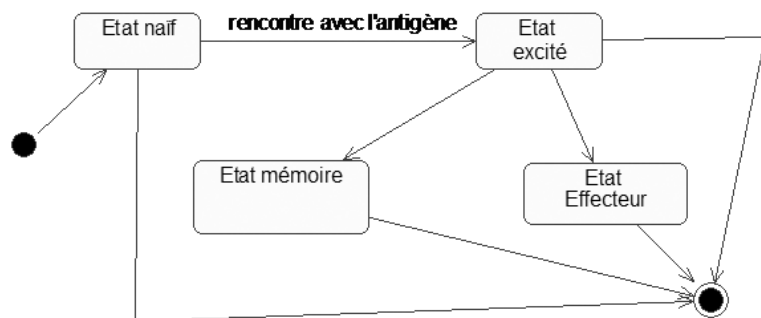 Etat naïf
rencontre avec l'antigène
Etat
excité
Etat mémoire
Etat
Effecteur